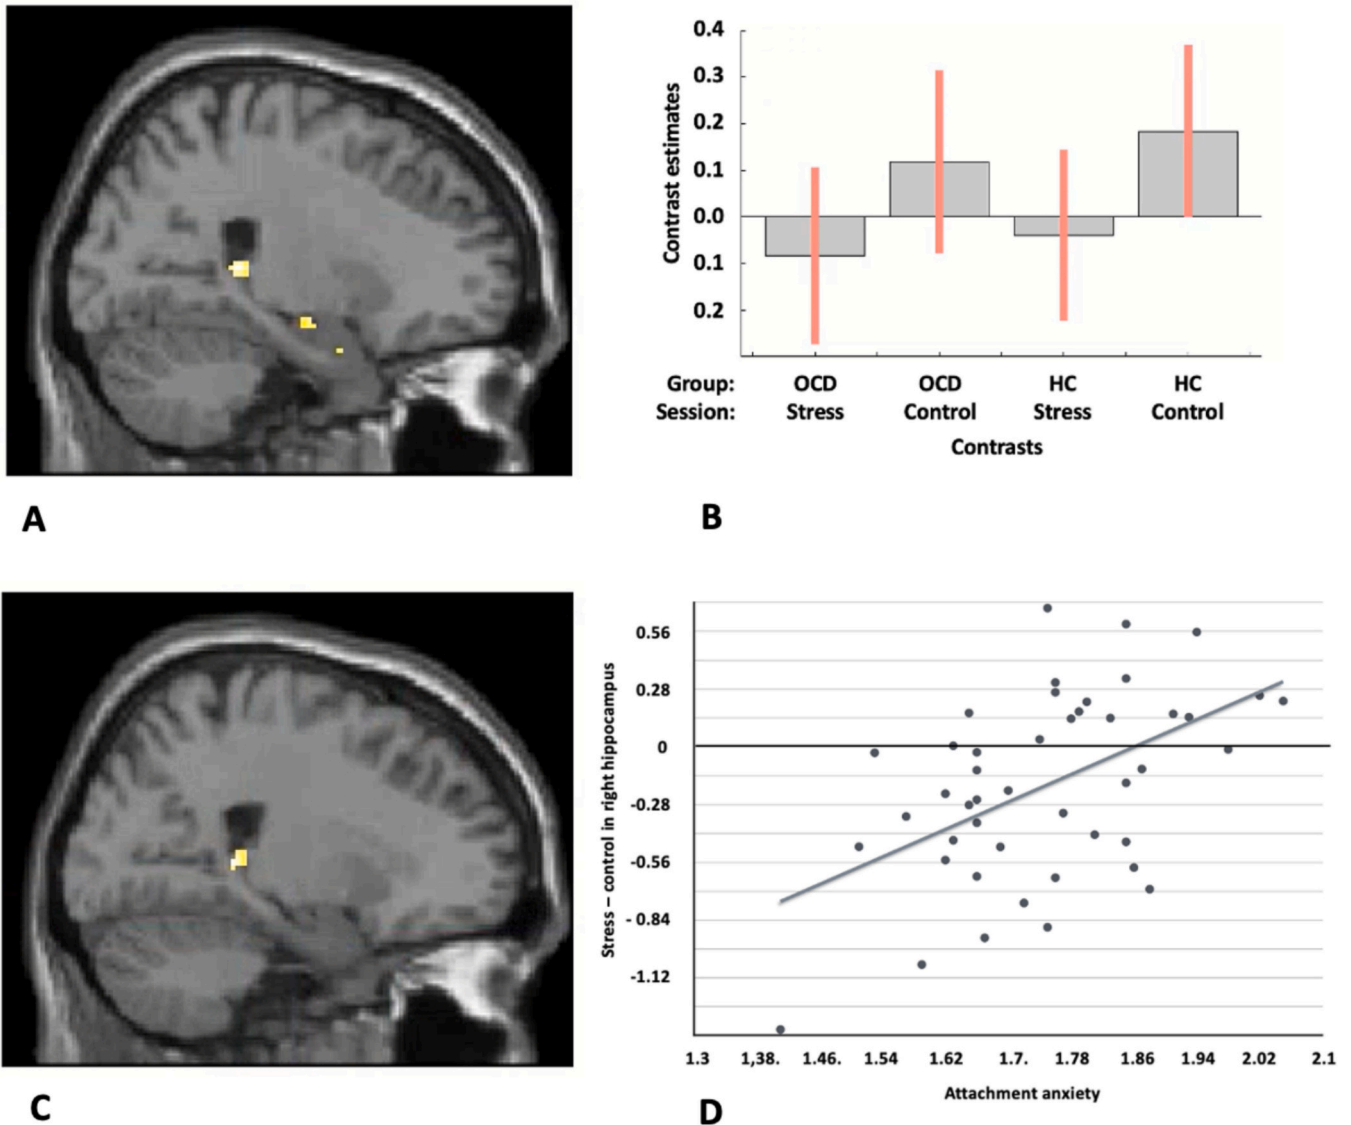 A
0.4
0.3
0.2
0.1
0.0
0.1
0.2
Contrast estimates
Group: OCD OCD HC HC
Session: Stress Control Stress Control
Contrasts
B
C
0.56
0.28
0
-0.28
-0.56
- 0.84
-1.12
Stress – control in right hippocampus
1.3 1,38. 1.46. 1.54 1.62 1.7. 1.78 1.86 1.94 2.02 2.1
Attachment anxiety
D